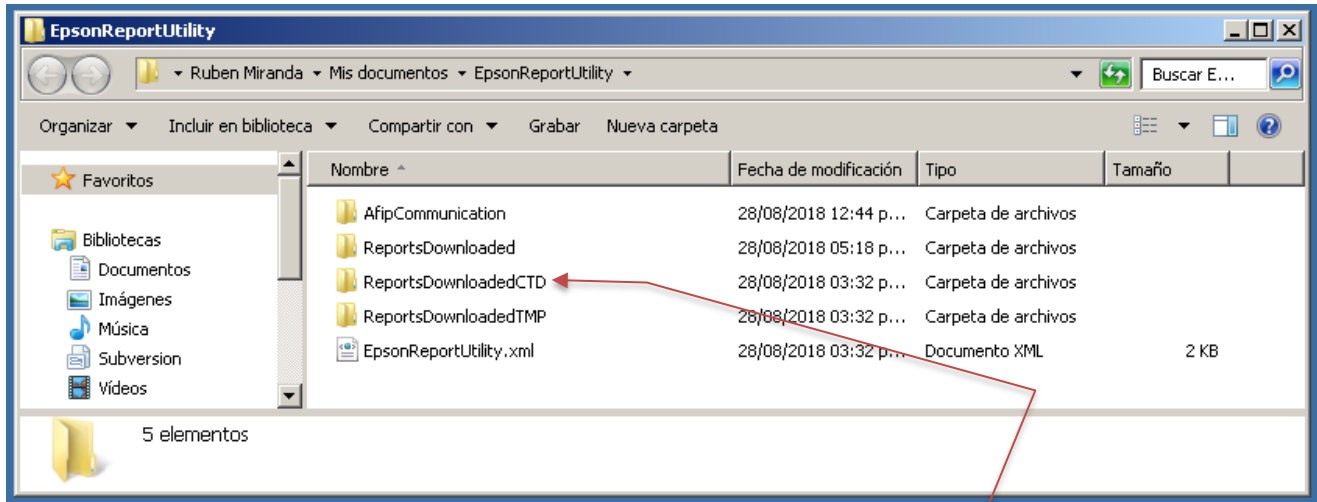 EpsonReportUtility
Ruben Miranda Mis documentos EpsonReportUtility Buscar E...
Organizar Incluir en biblioteca Compartir con Grabar Nueva carpeta
Favoritos
Bibliotecas
Documentos
Imágenes
Música
Subversion
Vídeos
Nombre Fecha de modificación Tipo Tamaño
AfipCommunication 28/08/2018 12:44 p... Carpeta de archivos
ReportsDownloaded 28/08/2018 05:18 p... Carpeta de archivos
ReportsDownloadedCTD 28/08/2018 03:32 p... Carpeta de archivos
ReportsDownloadedTMP 28/08/2018 03:32 p... Carpeta de archivos
EpsonReportUtility.xml 28/08/2018 03:32 p... Documento XML 2 KB
5 elementos